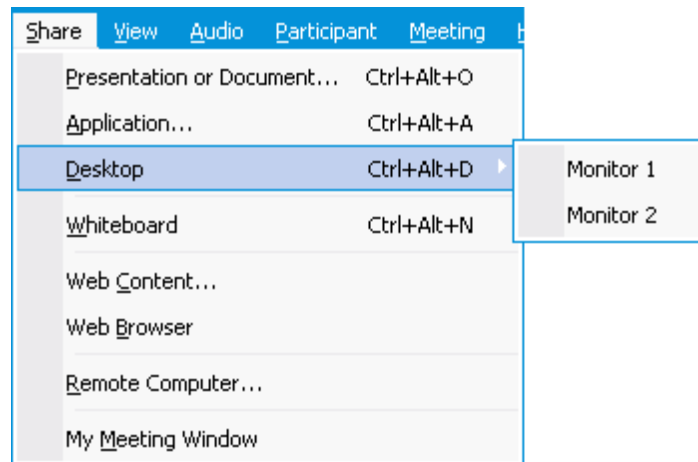 Share View Audio Participant Meeting
Presentation or Document... Ctrl+Alt+O
Application... Ctrl+Alt+A
Desktop Ctrl+Alt+D
Monitor 1
Monitor 2
Whiteboard Ctrl+Alt+N
Web Content...
Web Browser
Remote Computer...
My Meeting Window